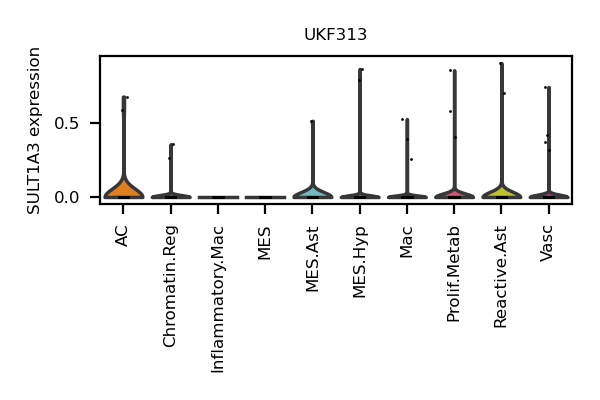 UKF313
SULT1A3 expression
0.5
0.0
AC
Chromatin.Reg
Inflammatory.Mac
MES
MES.Ast
MES.Hyp
Mac
Prolif.Metab
Reactive.Ast
Vasc